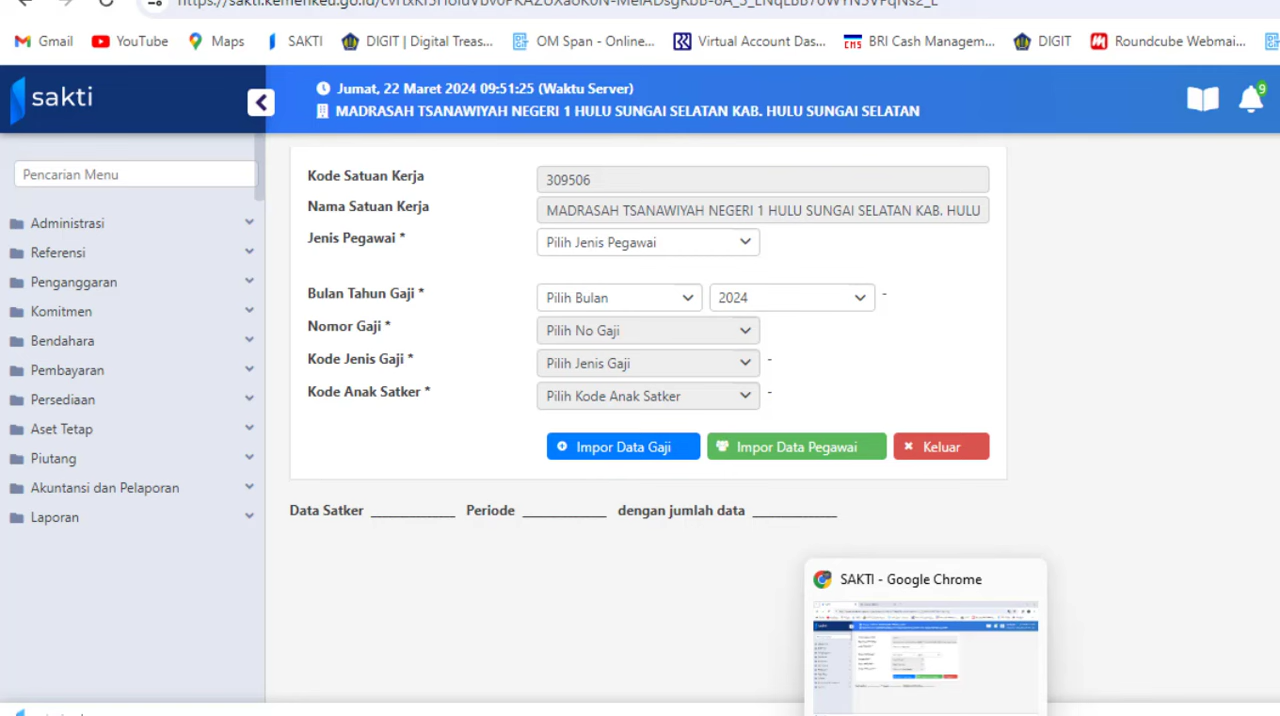 Gmail YouTube Maps SAKTI DIGIT | Digital Treas... OM Span - Online... Virtual Account Das... BRI Cash Managem... DIGIT Roundcube Webmai...
sakti
Jumat, 22 Maret 2024 09:51:25 (Waktu Server)
MADRASAH TSANAWIYAH NEGERI 1 HULU SUNGAI SELATAN KAB. HULU SUNGAI SELATAN
9
Pencarian Menu
Administrasi
Referensi
Penganggaran
Komitmen
Bendahara
Pembayaran
Persediaan
Aset Tetap
Piutang
Akuntansi dan Pelaporan
Laporan
Kode Satuan Kerja 309506
Nama Satuan Kerja MADRASAH TSANAWIYAH NEGERI 1 HULU SUNGAI SELATAN KAB. HULU
Jenis Pegawai * Pilih Jenis Pegawai
Bulan Tahun Gaji * Pilih Bulan 2024 -
Nomor Gaji * Pilih No Gaji
Kode Jenis Gaji * Pilih Jenis Gaji -
Kode Anak Satker * Pilih Kode Anak Satker -
Impor Data Gaji Impor Data Pegawai Keluar
Data Satker ____________ Periode ____________ dengan jumlah data ____________
SAKTI - Google Chrome